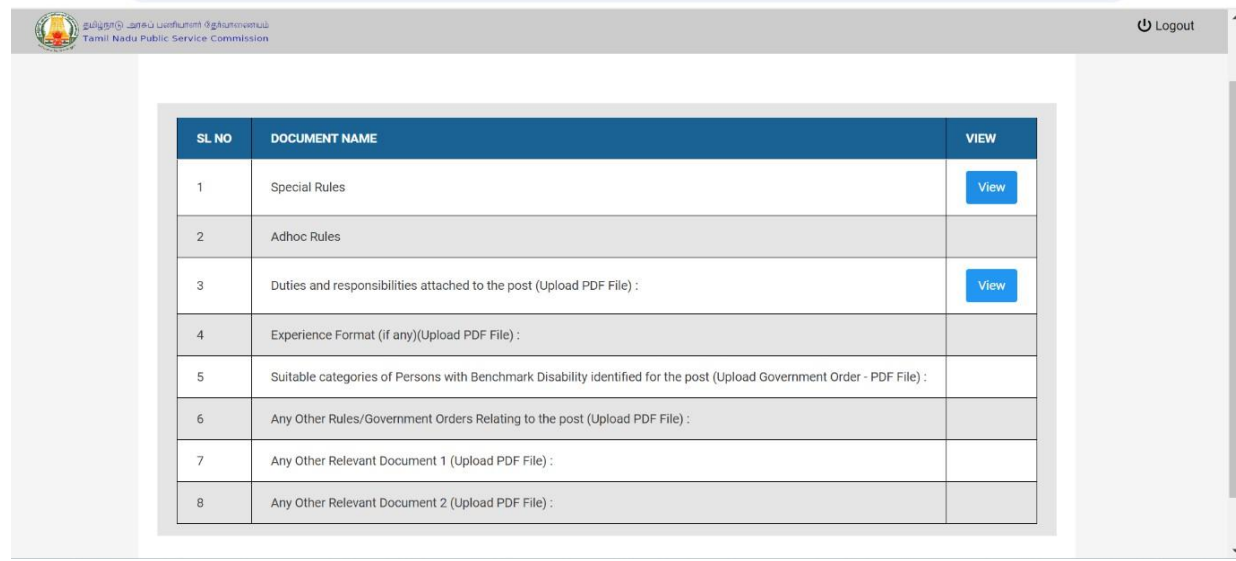 தமிழ்நாடு அரசுப் பணியாளர் தேர்வாணையம்
Tamil Nadu Public Service Commission
Logout
SL NO DOCUMENT NAME VIEW
1 Special Rules View
2 Adhoc Rules
3 Duties and responsibilities attached to the post (Upload PDF File) : View
4 Experience Format (if any)(Upload PDF File) :
5 Suitable categories of Persons with Benchmark Disability identified for the post (Upload Government Order - PDF File) :
6 Any Other Rules/Government Orders Relating to the post (Upload PDF File) :
7 Any Other Relevant Document 1 (Upload PDF File) :
8 Any Other Relevant Document 2 (Upload PDF File) :